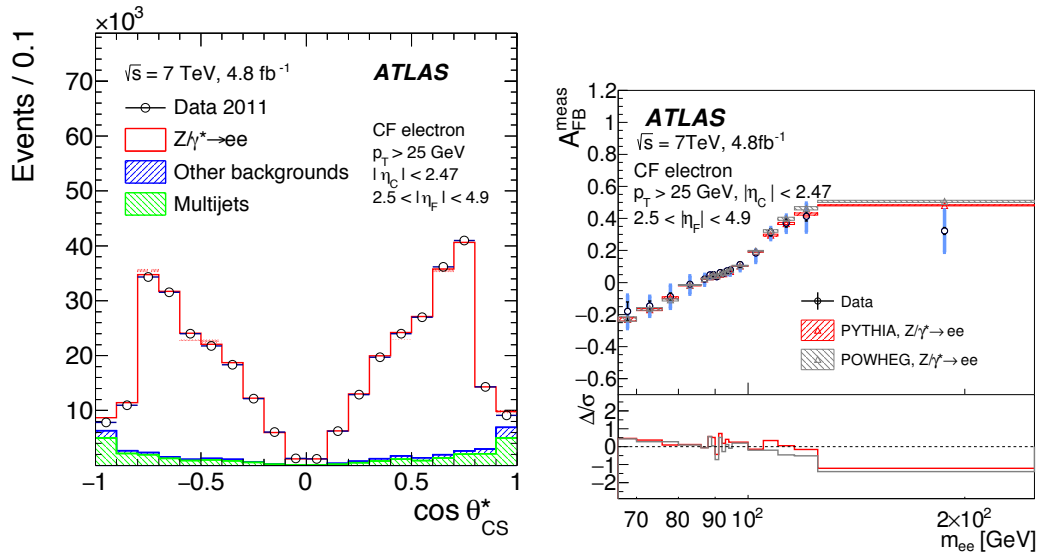 ×10³
Events / 0.1
70
60
50
40
30
20
10
√s = 7 TeV, 4.8 fb⁻¹
ATLAS
Data 2011
Z/γ*→ee
Other backgrounds
Multijets
CF electron
p_T > 25 GeV
|η_C| < 2.47
2.5 < |η_F| < 4.9
−1 −0.5 0 0.5 1
cos θ*_CS
A_FB^meas
1.2
1
0.8
0.6
0.4
0.2
0
−0.2
−0.4
−0.6
ATLAS
√s = 7TeV, 4.8fb⁻¹
CF electron
p_T > 25 GeV, |η_C| < 2.47
2.5 < |η_F| < 4.9
Data
PYTHIA, Z/γ*→ee
POWHEG, Z/γ*→ee
Δ/σ
2
1
0
−1
−2
70 80 90 10² 2×10²
m_ee [GeV]